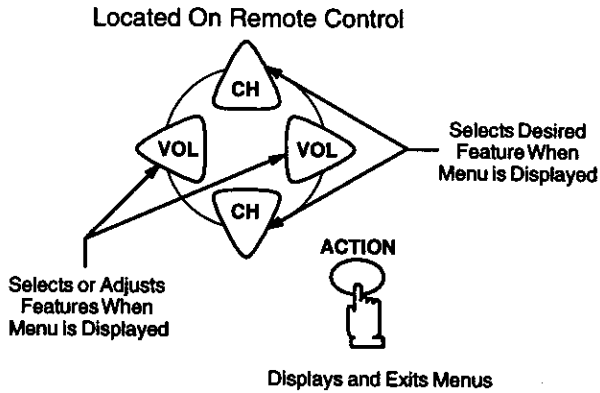 Located On Remote Control
CH
VOL
VOL
CH
Selects Desired
Feature When
Menu is Displayed
ACTION
Selects or Adjusts
Features When
Menu is Displayed
Displays and Exits Menus